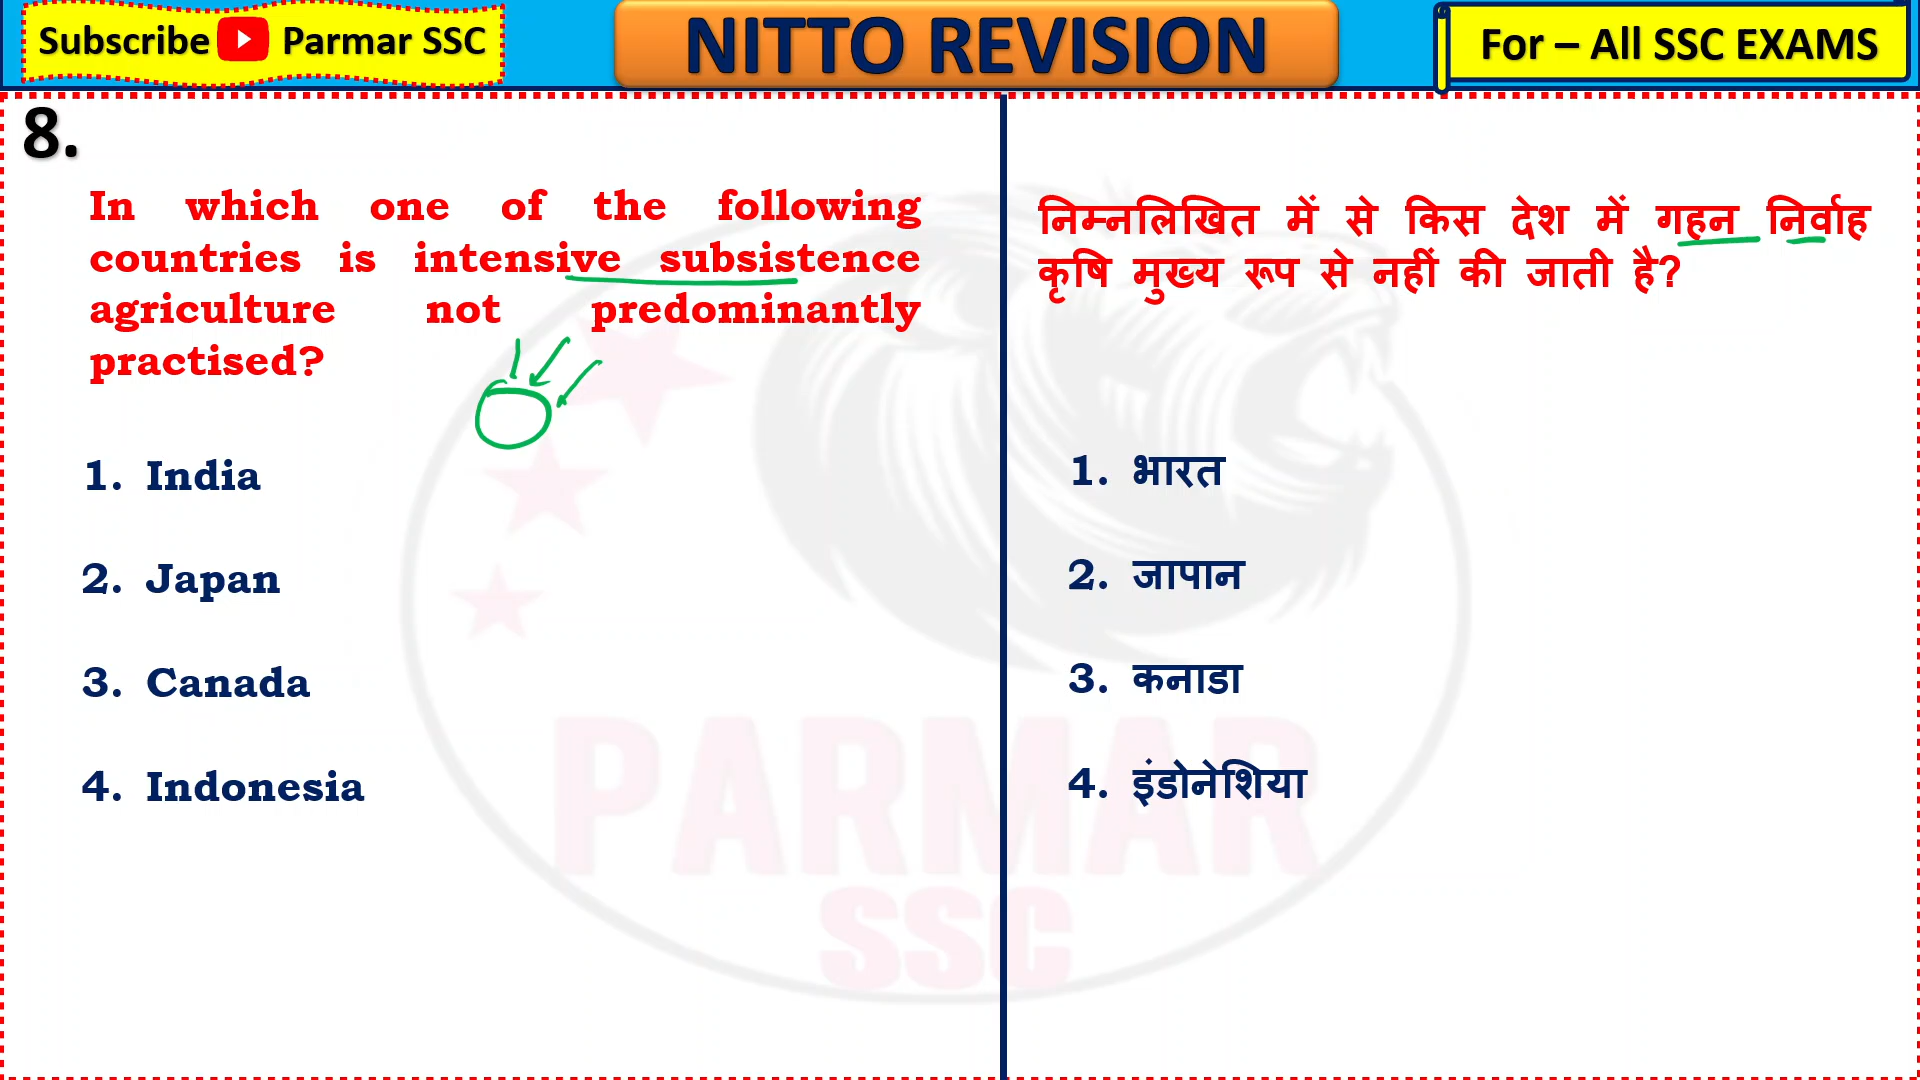 Subscribe Parmar SSC
NITTO REVISION
For – All SSC EXAMS
8.
In which one of the following
countries is intensive subsistence
agriculture not predominantly
practised?
1. India
2. Japan
3. Canada
4. Indonesia
निम्नलिखित में से किस देश में गहन निर्वाह
कृषि मुख्य रूप से नहीं की जाती है?
1. भारत
2. जापान
3. कनाडा
4. इंडोनेशिया
PARMAR
SSC